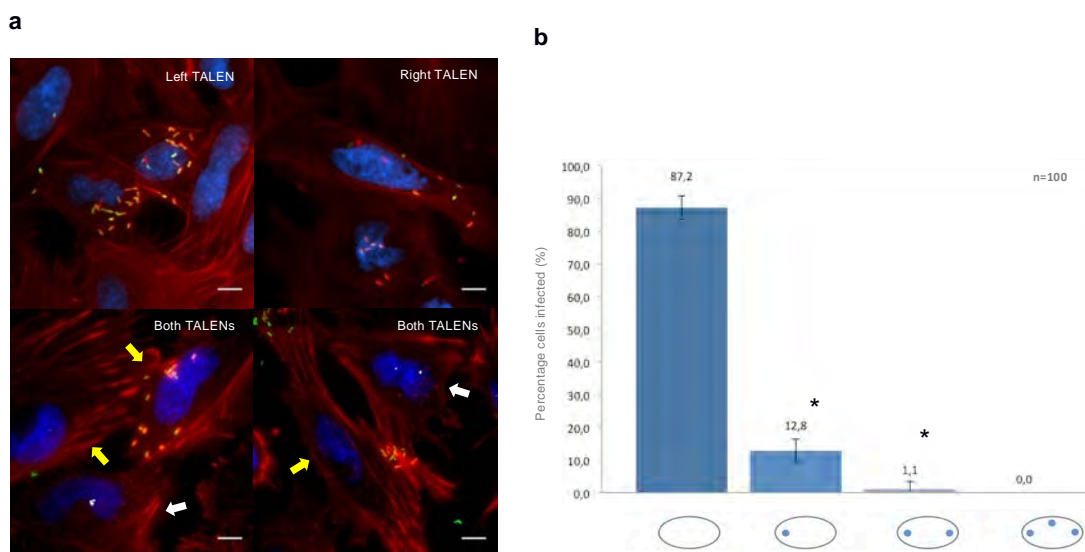 a
Left TALEN
Right TALEN
Both TALENs
Both TALENs
b
Percentage cells infected (%)
100,0
90,0
80,0
70,0
60,0
50,0
40,0
30,0
20,0
10,0
0,0
87,2
12,8
*
1,1
*
0,0
n=100